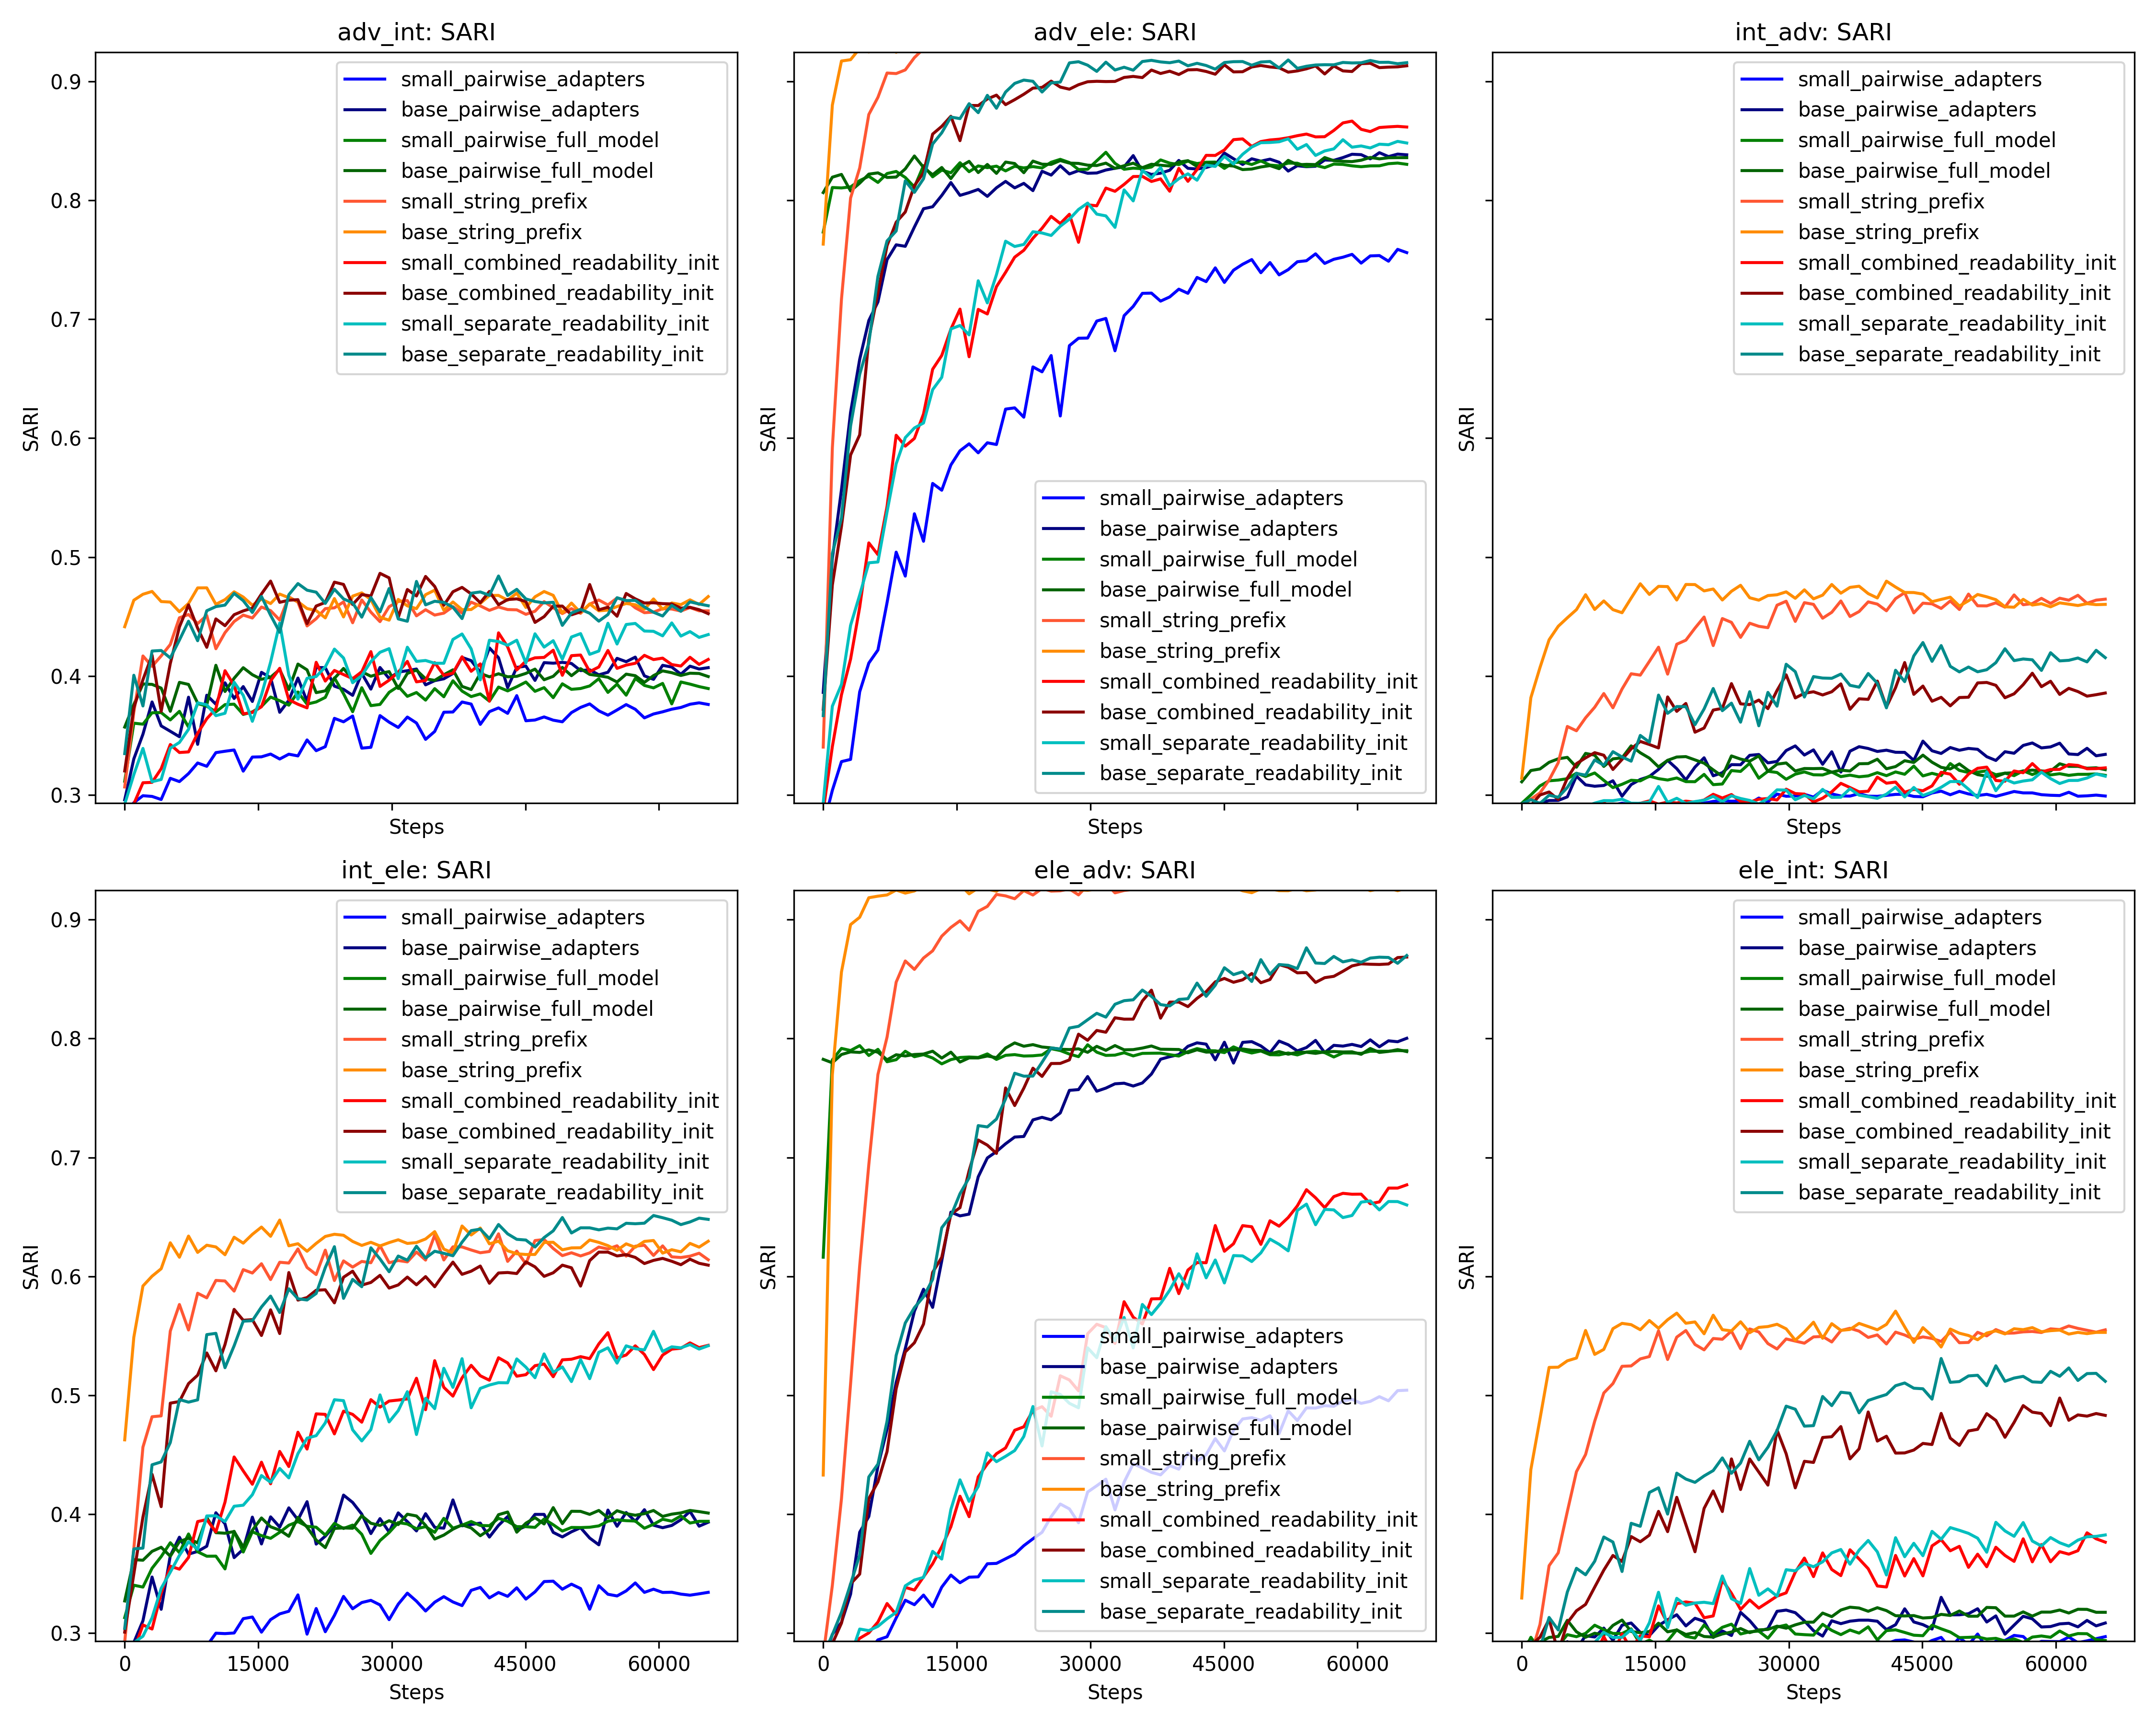 adv_int: SARI
SARI
0.9
0.8
0.7
0.6
0.5
0.4
0.3
small_pairwise_adapters
base_pairwise_adapters
small_pairwise_full_model
base_pairwise_full_model
small_string_prefix
base_string_prefix
small_combined_readability_init
base_combined_readability_init
small_separate_readability_init
base_separate_readability_init
Steps
adv_ele: SARI
SARI
small_pairwise_adapters
base_pairwise_adapters
small_pairwise_full_model
base_pairwise_full_model
small_string_prefix
base_string_prefix
small_combined_readability_init
base_combined_readability_init
small_separate_readability_init
base_separate_readability_init
Steps
int_adv: SARI
SARI
small_pairwise_adapters
base_pairwise_adapters
small_pairwise_full_model
base_pairwise_full_model
small_string_prefix
base_string_prefix
small_combined_readability_init
base_combined_readability_init
small_separate_readability_init
base_separate_readability_init
Steps
int_ele: SARI
SARI
0.9
0.8
0.7
0.6
0.5
0.4
0.3
small_pairwise_adapters
base_pairwise_adapters
small_pairwise_full_model
base_pairwise_full_model
small_string_prefix
base_string_prefix
small_combined_readability_init
base_combined_readability_init
small_separate_readability_init
base_separate_readability_init
0 15000 30000 45000 60000
Steps
ele_adv: SARI
SARI
small_pairwise_adapters
base_pairwise_adapters
small_pairwise_full_model
base_pairwise_full_model
small_string_prefix
base_string_prefix
small_combined_readability_init
base_combined_readability_init
small_separate_readability_init
base_separate_readability_init
0 15000 30000 45000 60000
Steps
ele_int: SARI
SARI
small_pairwise_adapters
base_pairwise_adapters
small_pairwise_full_model
base_pairwise_full_model
small_string_prefix
base_string_prefix
small_combined_readability_init
base_combined_readability_init
small_separate_readability_init
base_separate_readability_init
0 15000 30000 45000 60000
Steps